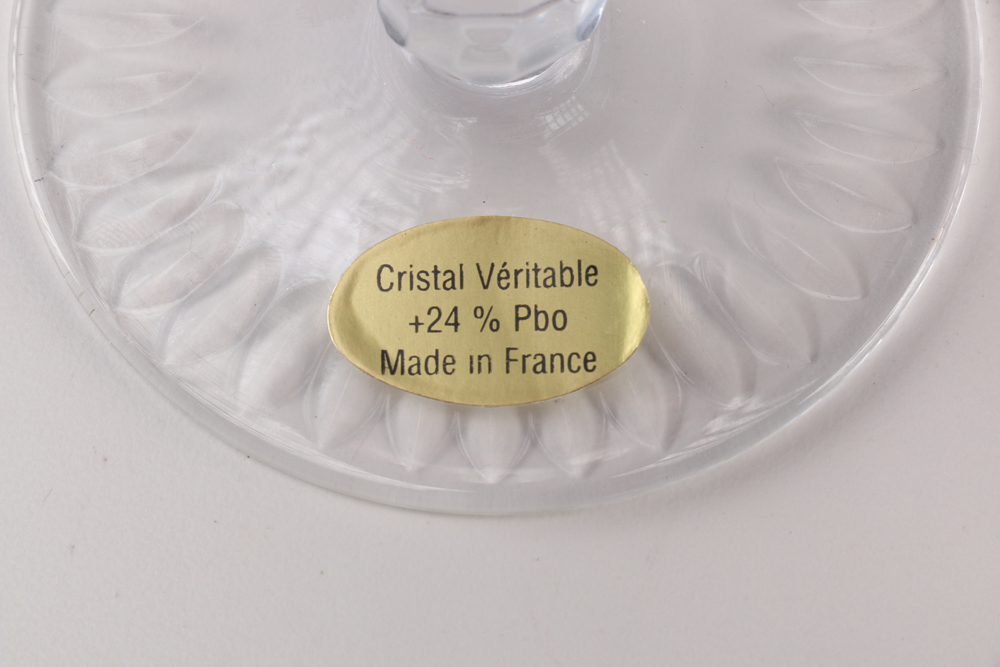 Cristal Véritable
+24 % Pbo
Made in France